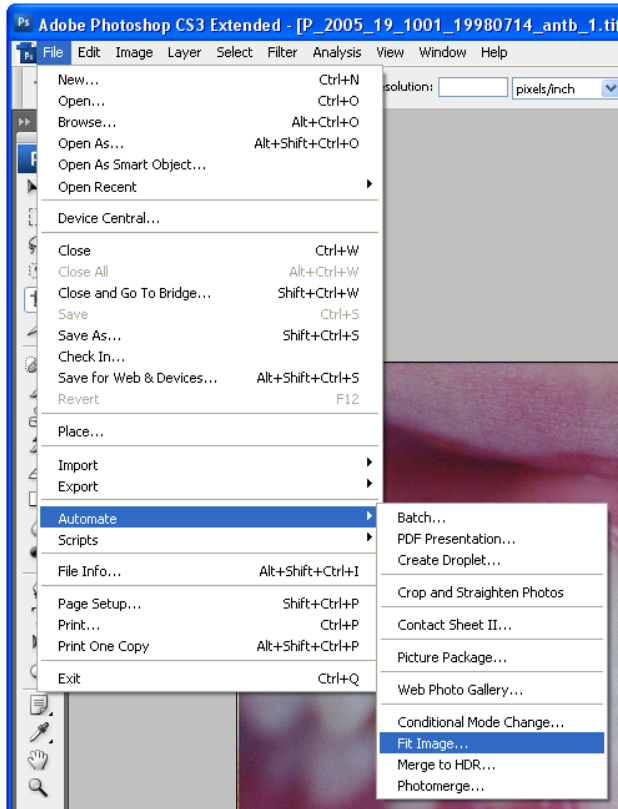 Ps Adobe Photoshop CS3 Extended - [P_2005_19_1001_19980714_antb_1.tif
Ps File Edit Image Layer Select Filter Analysis View Window Help
esolution: pixels/inch
New... Ctrl+N
Open... Ctrl+O
Browse... Alt+Ctrl+O
Open As... Alt+Shift+Ctrl+O
Open As Smart Object...
Open Recent
Device Central...
Close Ctrl+W
Close All Alt+Ctrl+W
Close and Go To Bridge... Shift+Ctrl+W
Save Ctrl+S
Save As... Shift+Ctrl+S
Check In...
Save for Web & Devices... Alt+Shift+Ctrl+S
Revert F12
Place...
Import
Export
Automate
Scripts
File Info... Alt+Shift+Ctrl+I
Page Setup... Shift+Ctrl+P
Print... Ctrl+P
Print One Copy Alt+Shift+Ctrl+P
Exit Ctrl+Q
Batch...
PDF Presentation...
Create Droplet...
Crop and Straighten Photos
Contact Sheet II...
Picture Package...
Web Photo Gallery...
Conditional Mode Change...
Fit Image...
Merge to HDR...
Photomerge...